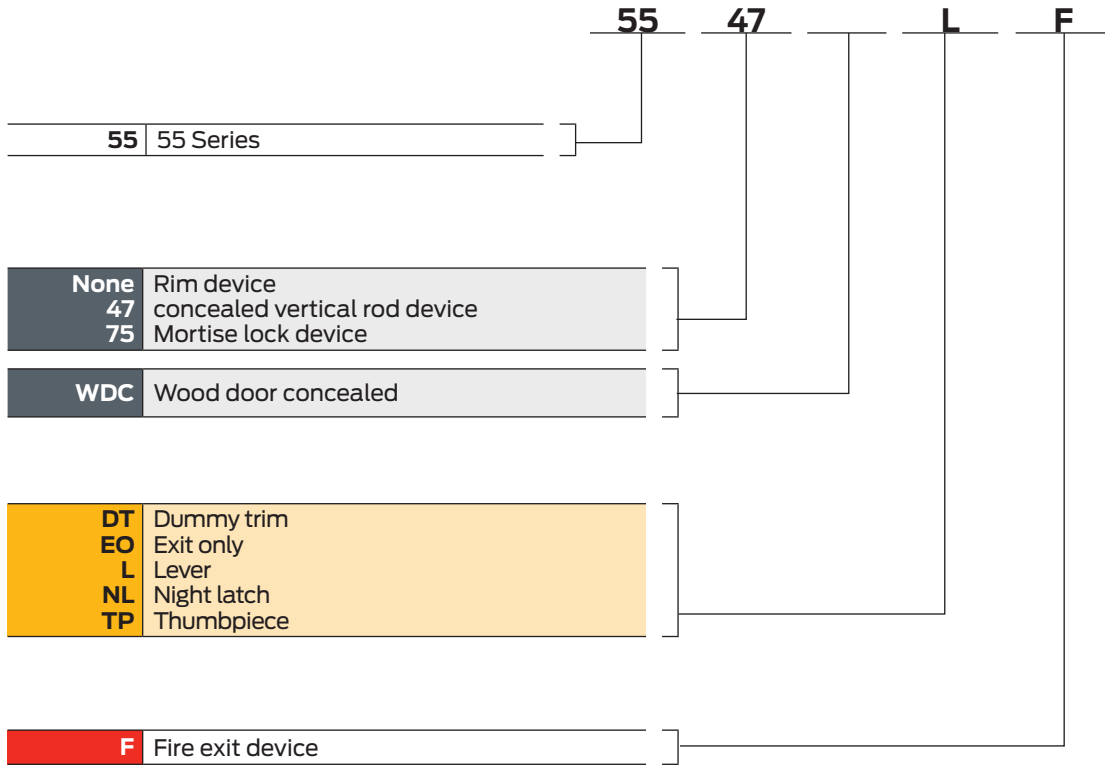 55 47 L F
55 55 Series
None Rim device
47 concealed vertical rod device
75 Mortise lock device
WDC Wood door concealed
DT Dummy trim
EO Exit only
L Lever
NL Night latch
TP Thumbpiece
F Fire exit device